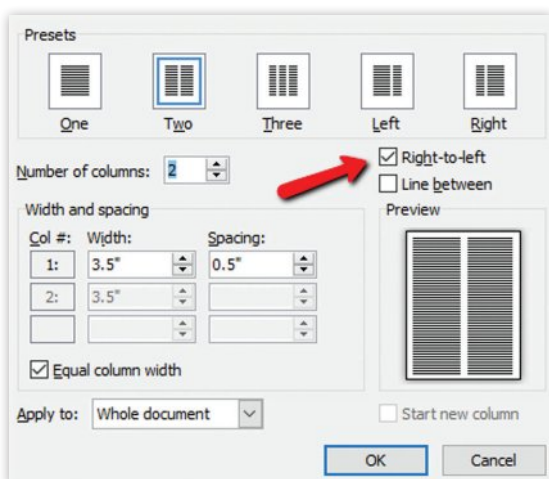 Presets
One Two Three Left Right
Number of columns: 2
Right-to-left
Line between
Width and spacing
Col #: Width: Spacing:
1: 3.5" 0.5"
2: 3.5"
Equal column width
Preview
Apply to: Whole document
Start new column
OK Cancel